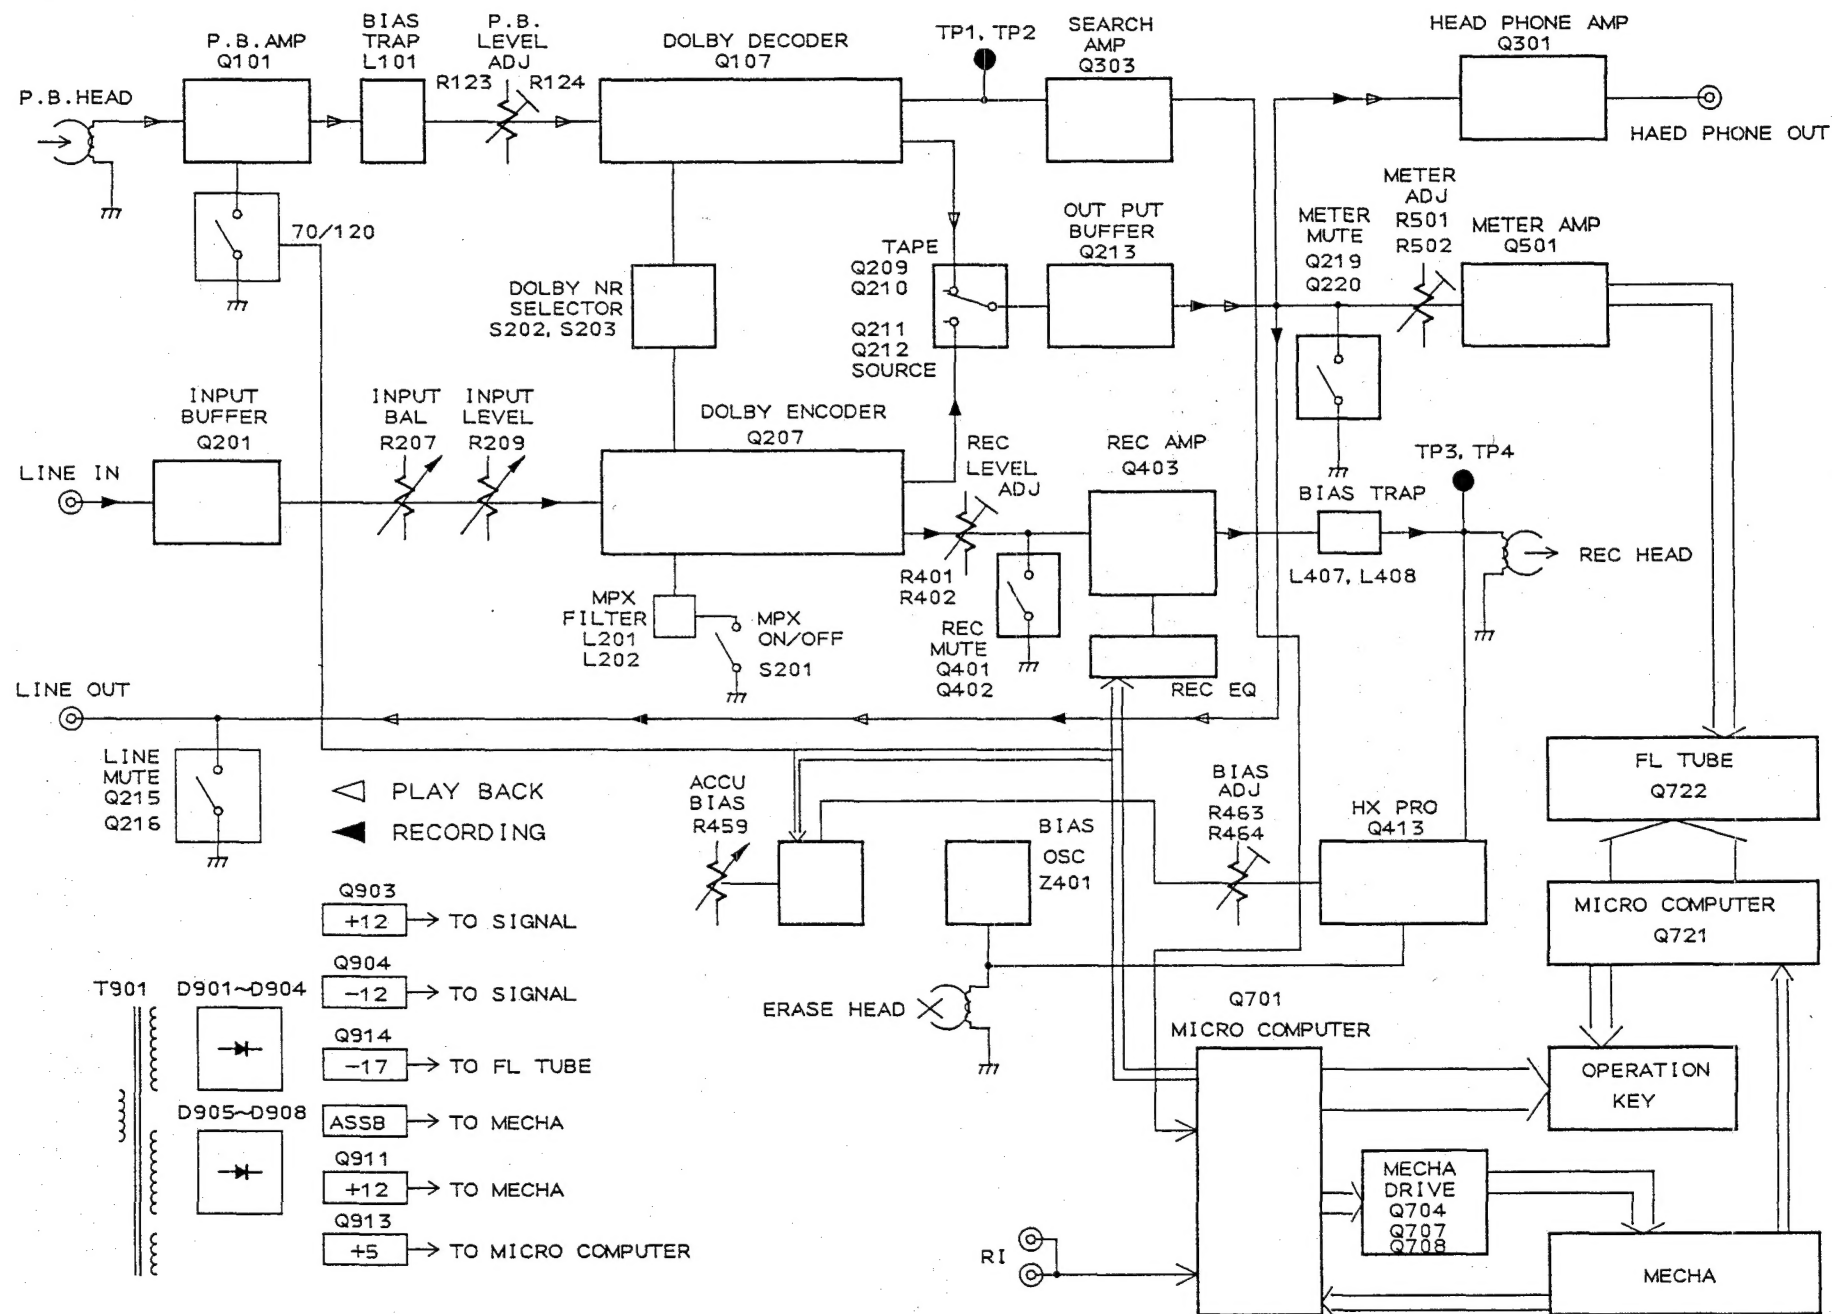 P.B.HEAD
P.B.AMP
Q101
BIAS
TRAP
L101
P.B.
LEVEL
ADJ
R123
R124
DOLBY DECODER
Q107
TP1, TP2
SEARCH
AMP
Q303
HEAD PHONE AMP
Q301
HAED PHONE OUT
70/120
DOLBY NR
SELECTOR
S202, S203
TAPE
Q209
Q210
Q211
Q212
SOURCE
OUT PUT
BUFFER
Q213
METER
MUTE
Q219
Q220
METER
ADJ
R501
R502
METER AMP
Q501
LINE IN
INPUT
BUFFER
Q201
INPUT
BAL
R207
INPUT
LEVEL
R209
DOLBY ENCODER
Q207
REC
LEVEL
ADJ
R401
R402
REC AMP
Q403
BIAS TRAP
L407, L408
TP3, TP4
REC HEAD
MPX
FILTER
L201
L202
MPX
ON/OFF
S201
REC
MUTE
Q401
Q402
REC EQ
LINE OUT
LINE
MUTE
Q215
Q216
PLAY BACK
RECORDING
ACCU
BIAS
R459
BIAS
OSC
Z401
BIAS
ADJ
R463
R464
HX PRO
Q413
FL TUBE
Q722
MICRO COMPUTER
Q721
ERASE HEAD
Q701
MICRO COMPUTER
OPERATION
KEY
MECHA
DRIVE
Q704
Q707
Q708
MECHA
RI
T901
D901~D904
D905~D908
Q903
+12 TO SIGNAL
Q904
-12 TO SIGNAL
Q914
-17 TO FL TUBE
ASSB TO MECHA
Q911
+12 TO MECHA
Q913
+5 TO MICRO COMPUTER